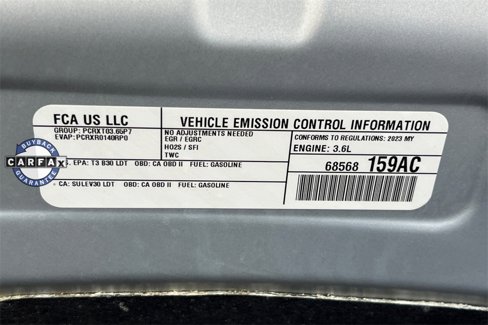 FCA US LLC
VEHICLE EMISSION CONTROL INFORMATION
GROUP: PCRXT03.65P7
EVAP: PCRXR0140RP0
NO ADJUSTMENTS NEEDED
EGR / EGRC
HO2S / SFI
TWC
CONFORMS TO REGULATIONS: 2023 MY
ENGINE: 3.6L
68568 159AC
EPA: T3 B30 LDT OBD: CA OBD II FUEL: GASOLINE
CA: SULEV30 LDT OBD: CA OBD II FUEL: GASOLINE
BUYBACK
CARFAX
GUARANTEE